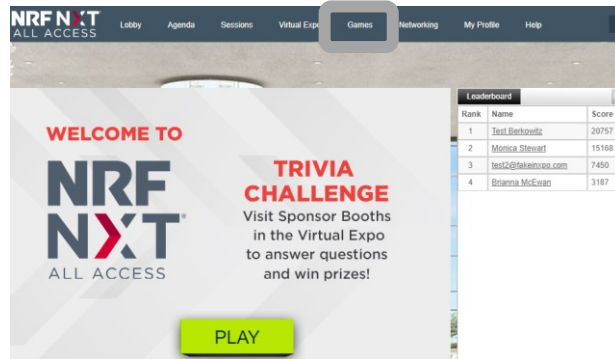 NRF NXT
ALL ACCESS
Lobby Agenda Sessions Virtual Expo Games Networking My Profile Help
WELCOME TO
NRF
NXT
ALL ACCESS
TRIVIA
CHALLENGE
Visit Sponsor Booths
in the Virtual Expo
to answer questions
and win prizes!
PLAY
Leaderboard
Rank Name Score
1 Test Berkowitz 20757
2 Monica Stewart 15168
3 test2@fakeinxpo.com 7450
4 Brianna McEwan 3187